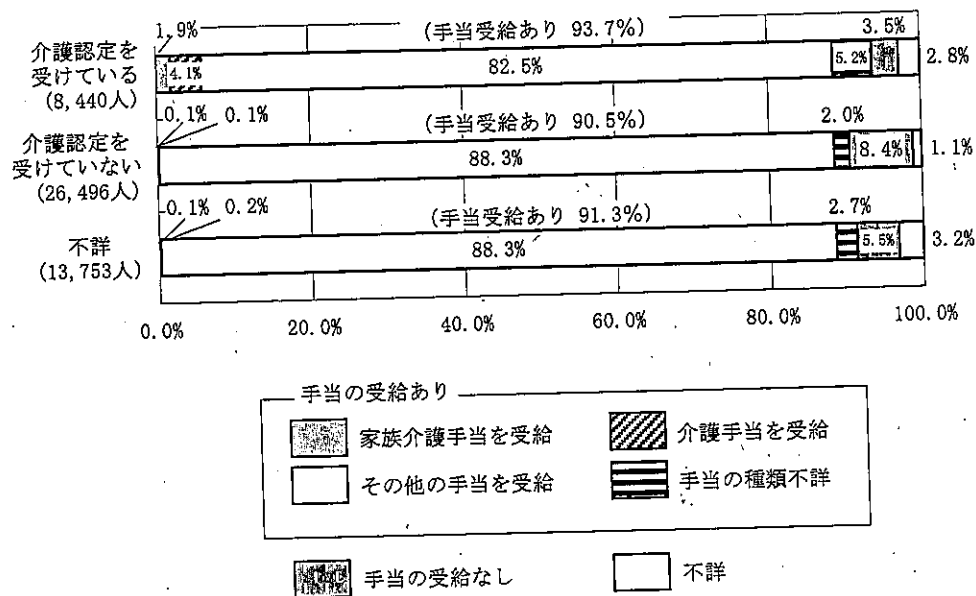 1.9%
(手当受給あり 93.7%)
3.5%
介護認定を
受けている
(8,440人)
4.1%
82.5%
5.2%
2.8%
0.1%
0.1%
(手当受給あり 90.5%)
2.0%
介護認定を
受けていない
(26,496人)
88.3%
8.4%
1.1%
0.1%
0.2%
(手当受給あり 91.3%)
2.7%
不詳
(13,753人)
88.3%
5.5%
3.2%
0.0%
20.0%
40.0%
60.0%
80.0%
100.0%
手当の受給あり
家族介護手当を受給
介護手当を受給
その他の手当を受給
手当の種類不詳
手当の受給なし
不詳